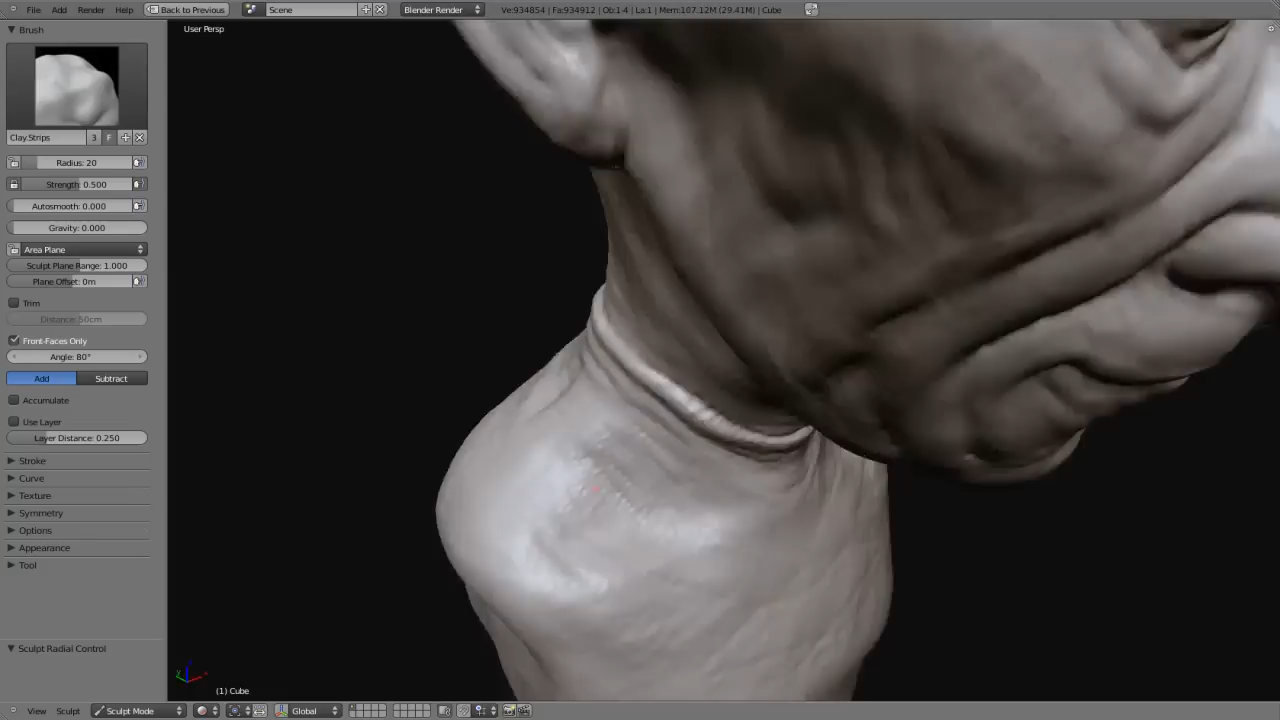 File Add Render Help Back to Previous Scene Blender Render Ve:934854 | Fa:934912 | Ob:1-4 | La:1 | Mem:107.12M (29.41M) | Cube
Brush
User Persp
Clay.Strips 3 F
Radius: 20
Strength: 0.500
Autosmooth: 0.000
Gravity: 0.000
Area Plane
Sculpt Plane Range: 1.000
Plane Offset: 0m
Trim
Distance: 50cm
Front-Faces Only
Angle: 80°
Add Subtract
Accumulate
Use Layer
Layer Distance: 0.250
Stroke
Curve
Texture
Symmetry
Options
Appearance
Tool
Sculpt Radial Control
(1) Cube
View Sculpt Sculpt Mode Global